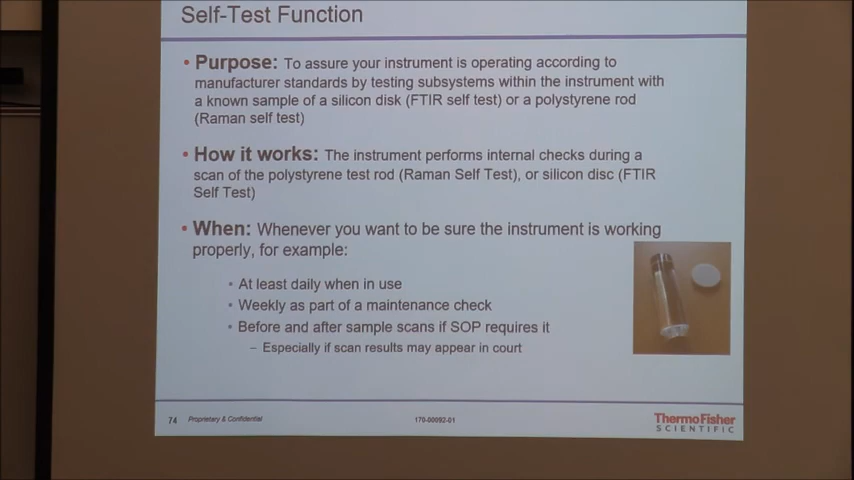 Self-Test Function
• Purpose: To assure your instrument is operating according to
manufacturer standards by testing subsystems within the instrument with
a known sample of a silicon disk (FTIR self test) or a polystyrene rod
(Raman self test)
• How it works: The instrument performs internal checks during a
scan of the polystyrene test rod (Raman Self Test), or silicon disc (FTIR
Self Test)
• When: Whenever you want to be sure the instrument is working
properly, for example:
• At least daily when in use
• Weekly as part of a maintenance check
• Before and after sample scans if SOP requires it
– Especially if scan results may appear in court
74 Proprietary & Confidential
170-00092-01
ThermoFisher
SCIENTIFIC